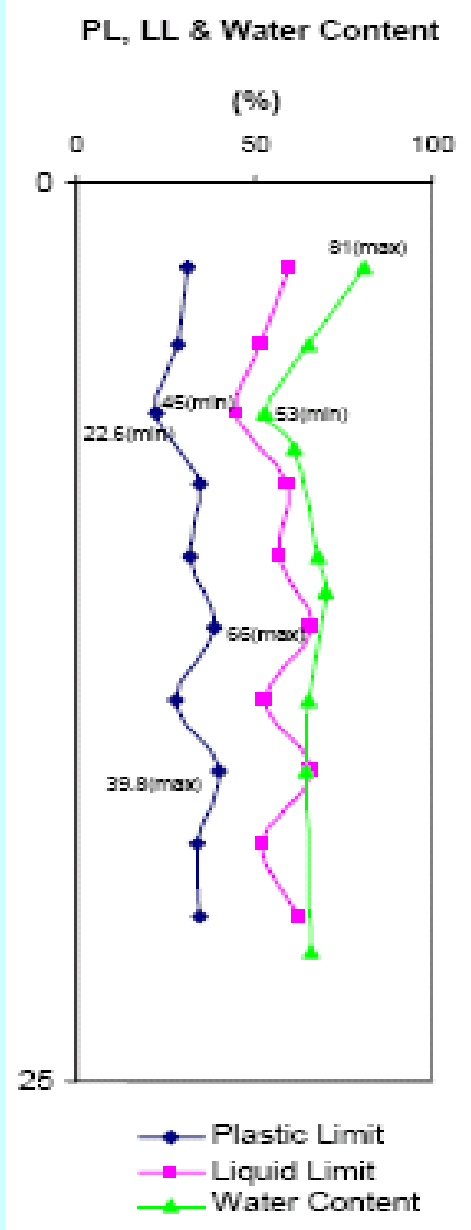 PL, LL & Water Content
(%)
0 50 100
0
81(max)
45(min)
53(min)
22.6(min)
66(max)
39.8(max)
25
Plastic Limit
Liquid Limit
Water Content